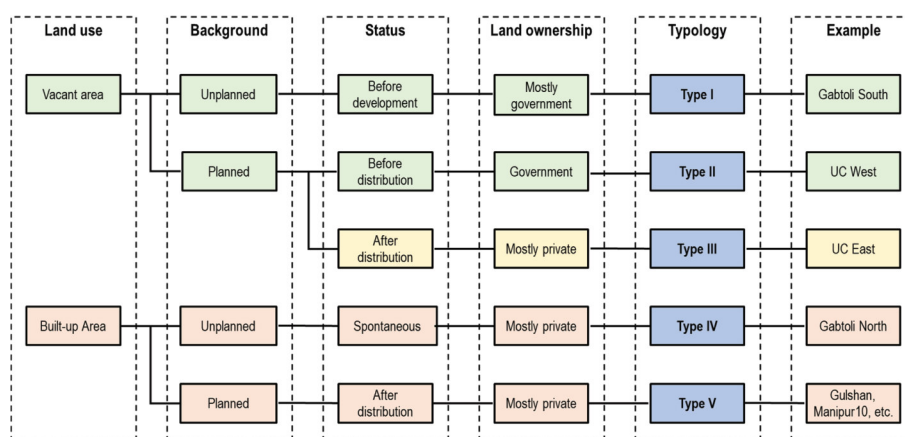 Land use Background Status Land ownership Typology Example
Vacant area Unplanned Before Mostly Type I Gabtoli South
development government
Planned Before Government Type II UC West
distribution
After Mostly private Type III UC East
distribution
Built-up Area Unplanned Spontaneous Mostly private Type IV Gabtoli North
Planned After Mostly private Type V Gulshan,
distribution Manipur10, etc.